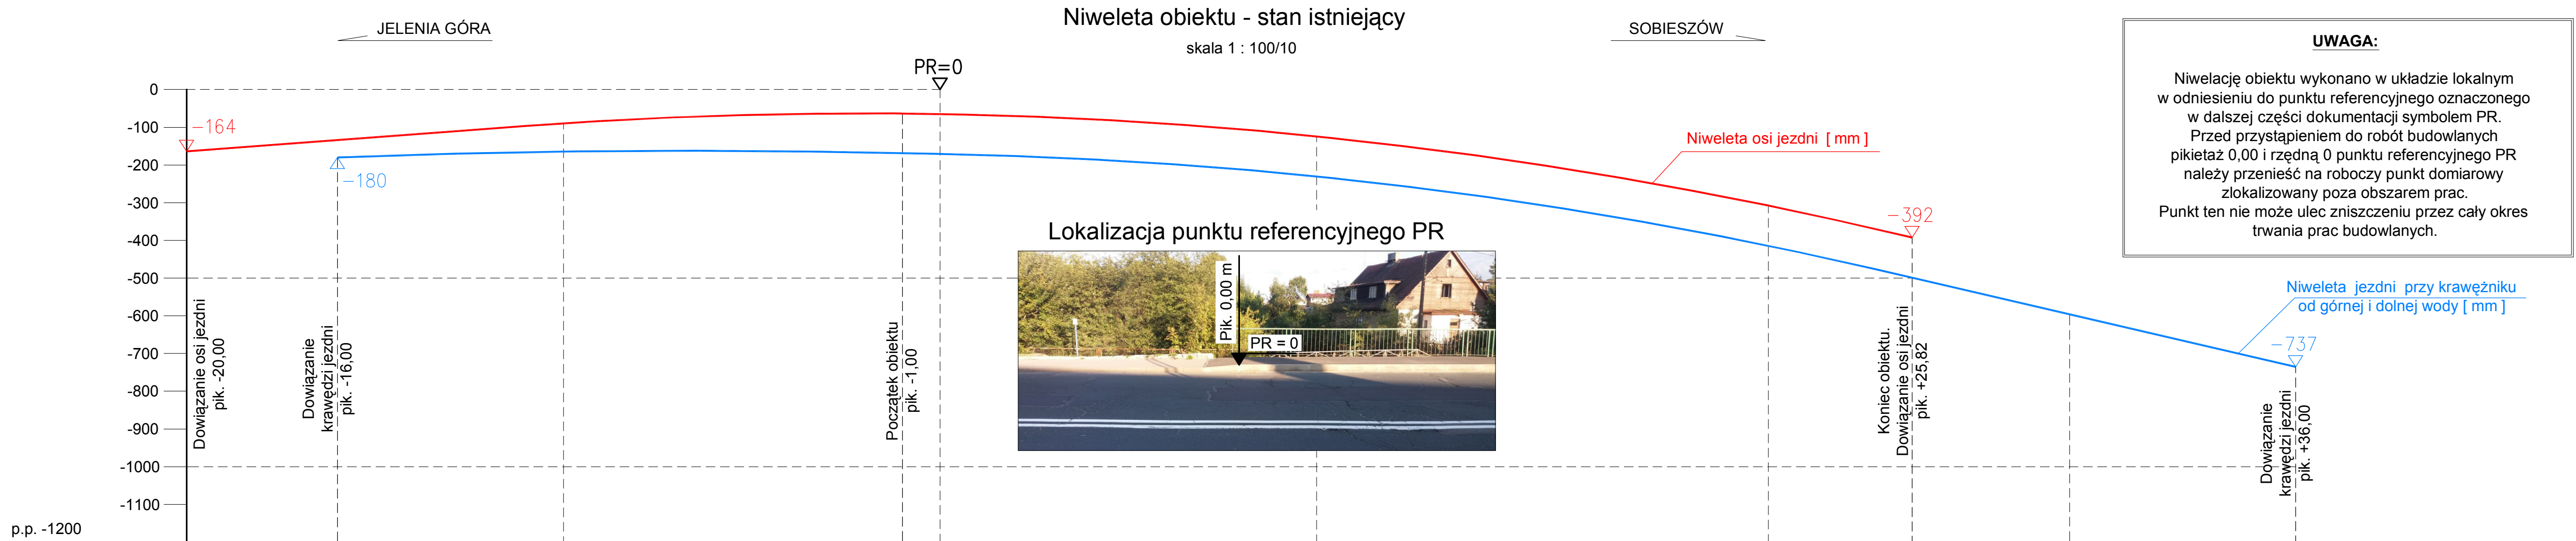 Niweleta obiektu - stan istniejący
skala 1 : 100/10
JELENIA GÓRA
SOBIESZÓW
PR=0
0
-100
-200
-300
-400
-500
-600
-700
-800
-900
-1000
-1100
p.p. -1200
-164
-180
-392
-737
Dowiązanie osi jezdni
pik. -20,00
Dowiązanie
krawędzi jezdni
pik. -16,00
Początek obiektu
pik. -1,00
Lokalizacja punktu referencyjnego PR
Pik. 0,00 m
PR = 0
Niweleta osi jezdni [ mm ]
Koniec obiektu.
Dowiązanie osi jezdni
pik. +25,82
Niweleta jezdni przy krawężniku
od górnej i dolnej wody [ mm ]
Dowiązanie
krawędzi jezdni
pik. +36,00
UWAGA:
Niwelację obiektu wykonano w układzie lokalnym
w odniesieniu do punktu referencyjnego oznaczonego
w dalszej części dokumentacji symbolem PR.
Przed przystąpieniem do robót budowlanych
pikietaż 0,00 i rzędną 0 punktu referencyjnego PR
należy przenieść na roboczy punkt domiarowy
zlokalizowany poza obszarem prac.
Punkt ten nie może ulec zniszczeniu przez cały okres
trwania prac budowlanych.